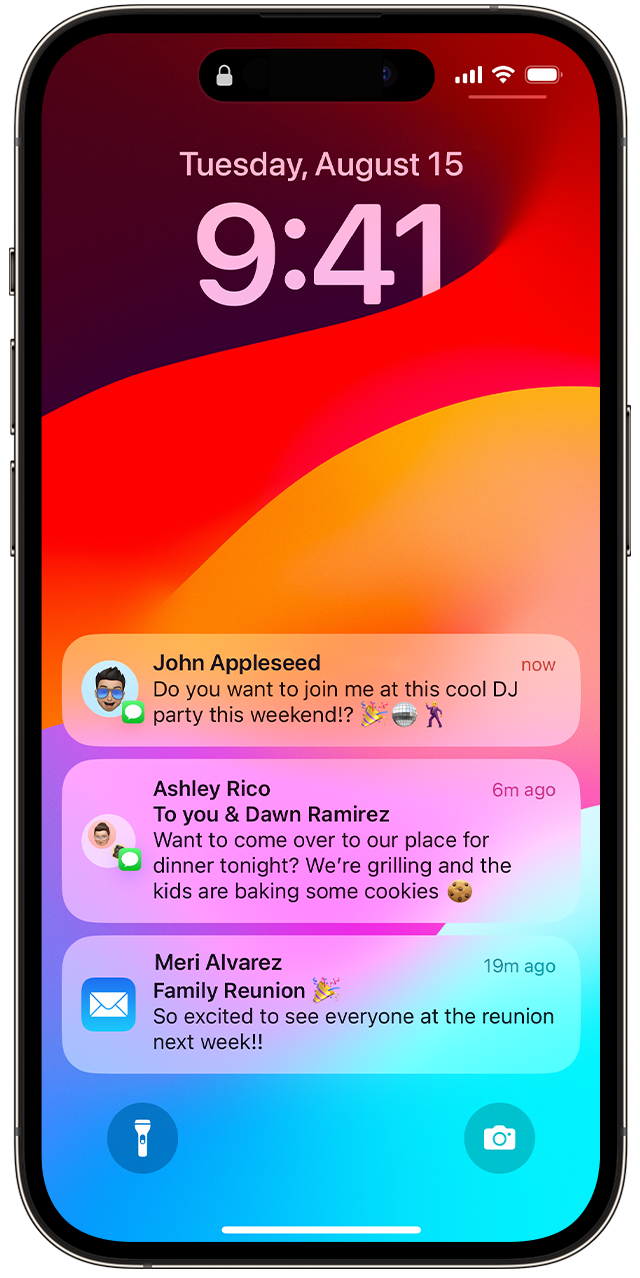 Tuesday, August 15
9:41
John Appleseed now
Do you want to join me at this cool DJ
party this weekend!? 🎉🪩🕺
Ashley Rico 6m ago
To you & Dawn Ramirez
Want to come over to our place for
dinner tonight? We’re grilling and the
kids are baking some cookies 🍪
Meri Alvarez 19m ago
Family Reunion 🎉
So excited to see everyone at the reunion
next week!!